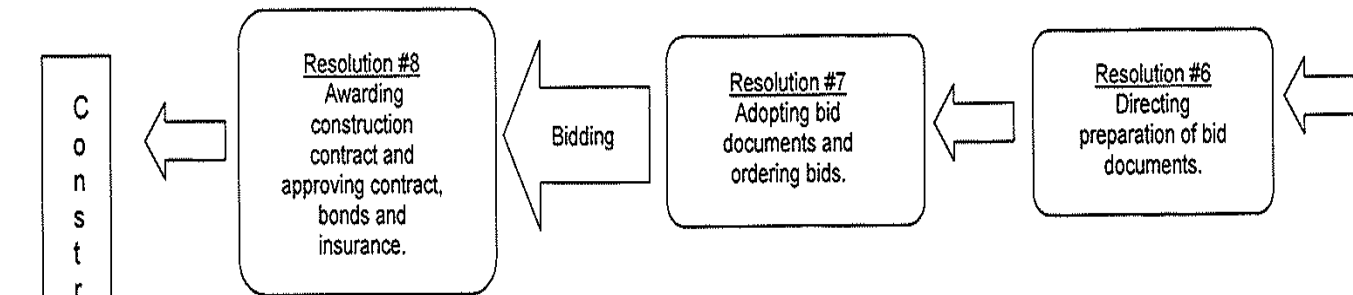 C
o
n
s
t
r
Resolution #8
Awarding
construction
contract and
approving contract,
bonds and
insurance.
Bidding
Resolution #7
Adopting bid
documents and
ordering bids.
Resolution #6
Directing
preparation of bid
documents.